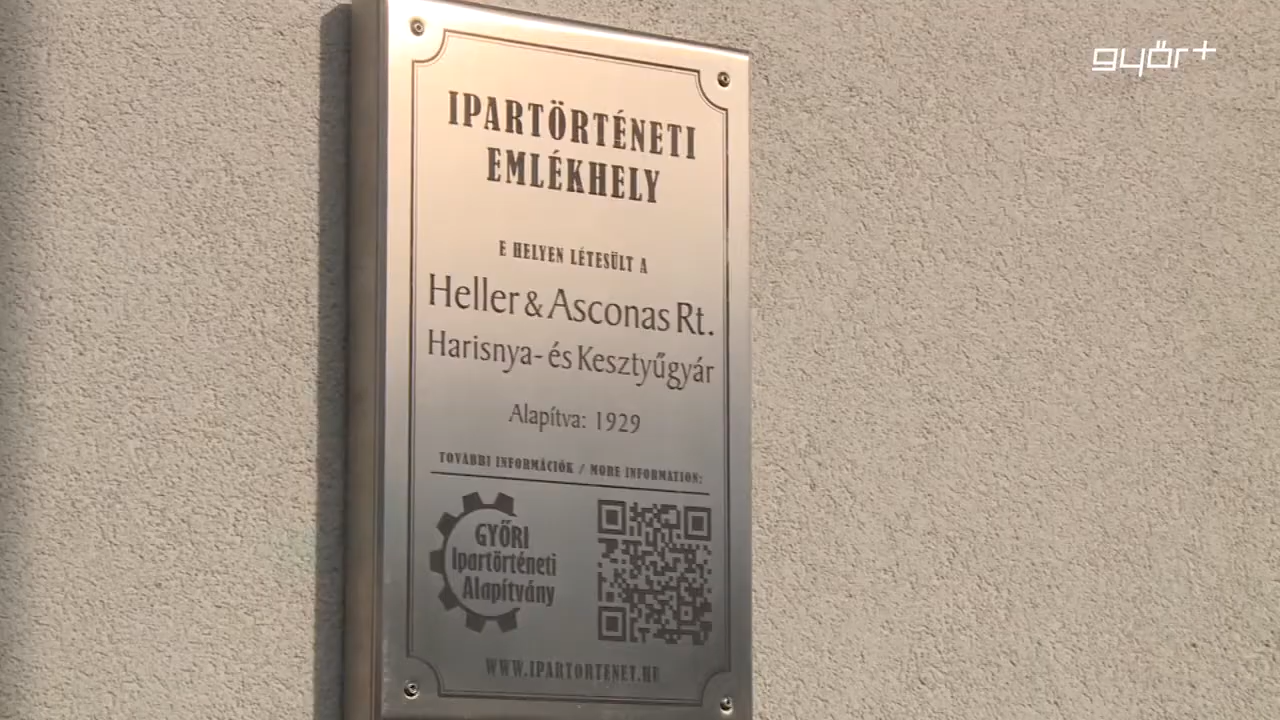 győr+
IPARTÖRTÉNETI
EMLÉKHELY
E HELYEN LÉTESÜLT A
Heller & Asconas Rt.
Harisnya- és Kesztyűgyár
Alapítva: 1929
TOVÁBBI INFORMÁCIÓK / MORE INFORMATION:
GYŐRI
Ipartörténeti
Alapítvány
WWW.IPARTORTENET.HU